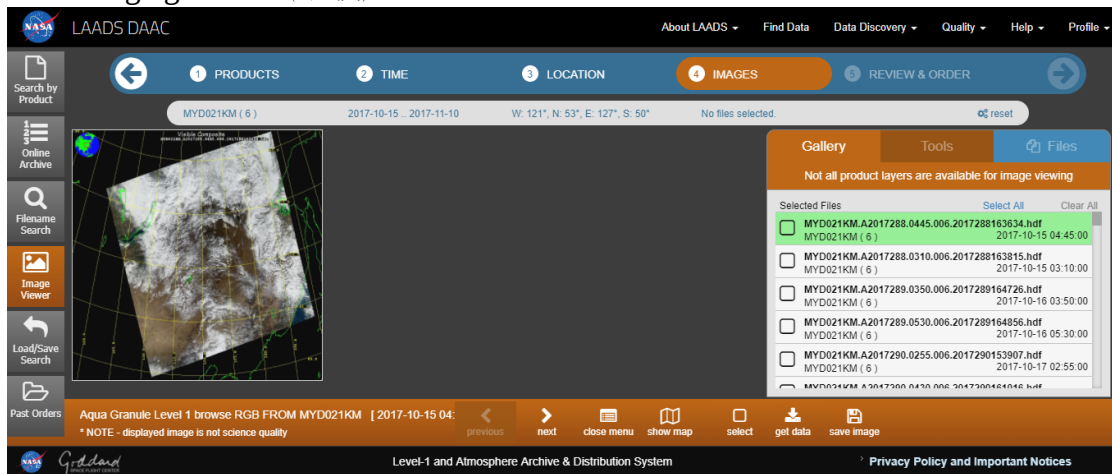 NASA
LAADS DAAC
About LAADS
Find Data
Data Discovery
Quality
Help
Profile
Search by
Product
Online
Archive
Filename
Search
Image
Viewer
Load/Save
Search
Past Orders
1 PRODUCTS
2 TIME
3 LOCATION
4 IMAGES
5 REVIEW & ORDER
MYD021KM ( 6 )
2017-10-15 .. 2017-11-10
W: 121°, N: 53°, E: 127°, S: 50°
No files selected.
reset
Visible Composite
Gallery
Tools
Files
Not all product layers are available for image viewing
Selected Files
Select All
Clear All
MYD021KM.A2017288.0445.006.2017288163634.hdf
MYD021KM ( 6 ) 2017-10-15 04:45:00
MYD021KM.A2017288.0310.006.2017288163815.hdf
MYD021KM ( 6 ) 2017-10-15 03:10:00
MYD021KM.A2017289.0350.006.2017289164726.hdf
MYD021KM ( 6 ) 2017-10-16 03:50:00
MYD021KM.A2017289.0530.006.2017289164856.hdf
MYD021KM ( 6 ) 2017-10-16 05:30:00
MYD021KM.A2017290.0255.006.2017290153907.hdf
MYD021KM ( 6 ) 2017-10-17 02:55:00
Aqua Granule Level 1 browse RGB FROM MYD021KM [ 2017-10-15 04:
* NOTE - displayed image is not science quality
previous
next
close menu
show map
select
get data
save image
NASA
Goddard
SPACE FLIGHT CENTER
Level-1 and Atmosphere Archive & Distribution System
Privacy Policy and Important Notices